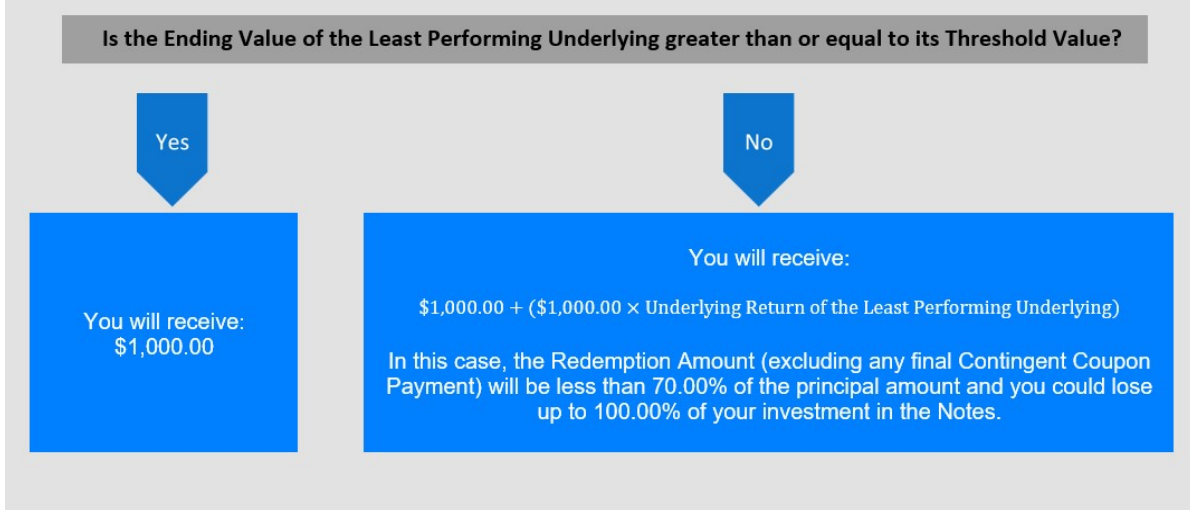 Is the Ending Value of the Least Performing Underlying greater than or equal to its Threshold Value?
Yes
No
You will receive:
$1,000.00
You will receive:
$1,000.00 + ($1,000.00 × Underlying Return of the Least Performing Underlying)
In this case, the Redemption Amount (excluding any final Contingent Coupon
Payment) will be less than 70.00% of the principal amount and you could lose
up to 100.00% of your investment in the Notes.